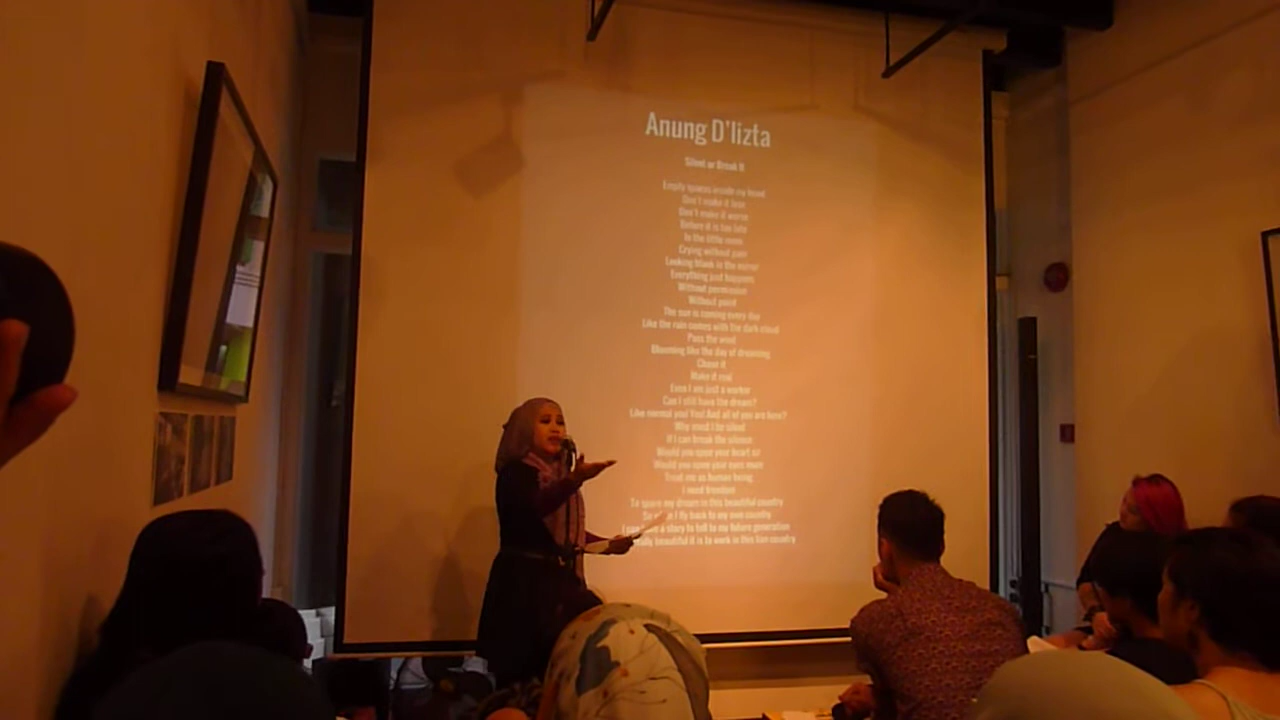 Anung D'lizta
Silent or Break It
Empty spaces inside my head
Don't make it fear
Don't make it worse
Before it is too late
In the little room
Crying without pain
Looking blank in the mirror
Everything just happens
Without permission
Without point
The sun is coming every day
Like the rain comes with the dark cloud
Pass the wind
Blooming like the day of dreaming
Chase it
Make it real
Even I am just a worker
Can I still have the dream?
Like normal you! You! And all of you are here?
Why must I be silent
If I can break the silence
Would you open your heart sir
Would you open your eyes mam
Treat me as human being
I need freedom
To spare my dream in this beautiful country
I fly back to my own country
a story to tell to my future generation
beautiful it is to work in this lion country